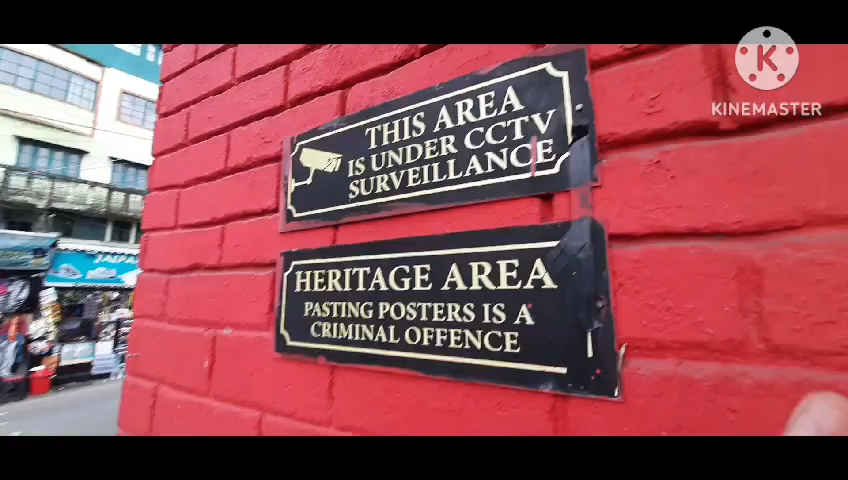 THIS AREA
IS UNDER CCTV
SURVEILLANCE
HERITAGE AREA
PASTING POSTERS IS A
CRIMINAL OFFENCE
K
KINEMASTER